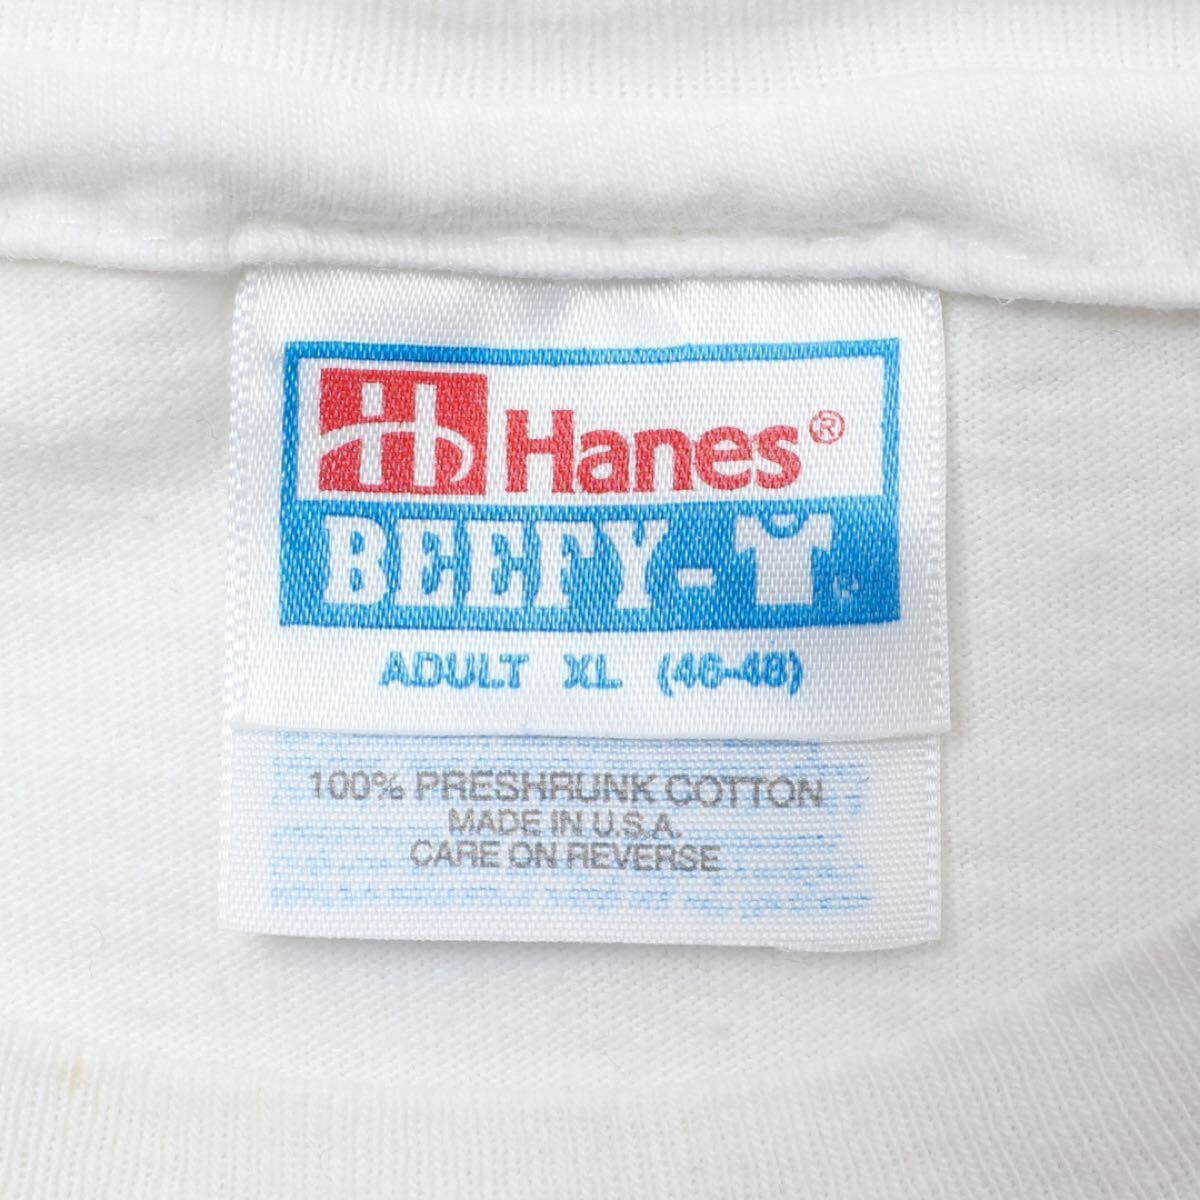 H Hanes®
BEEFY-T®
ADULT XL (46-48)
100% PRESHRUNK COTTON
MADE IN U.S.A.
CARE ON REVERSE